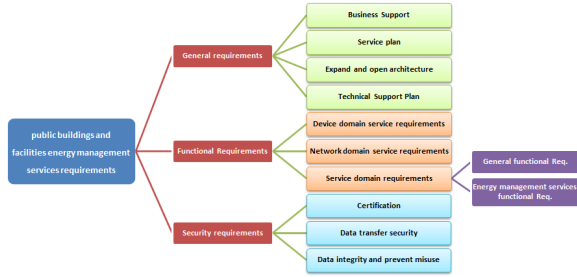 public buildings and
facilities energy management
services requirements
General requirements
Business Support
Service plan
Expand and open architecture
Technical Support Plan
Functional Requirements
Device domain service requirements
Network domain service requirements
Service domain requirements
General functional Req.
Energy management services
functional Req.
Security requirements
Certification
Data transfer security
Data integrity and prevent misuse